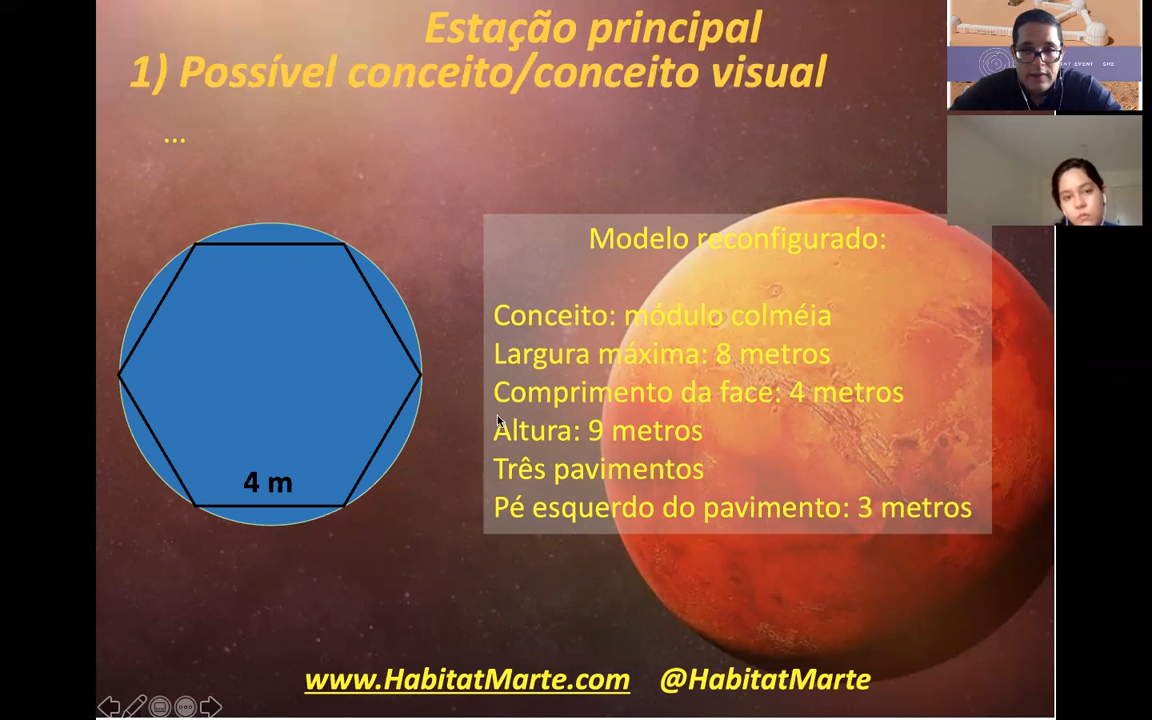 Estação principal
1) Possível conceito/conceito visual
...
Modelo reconfigurado:
Conceito: módulo colméia
Largura máxima: 8 metros
Comprimento da face: 4 metros
Altura: 9 metros
Três pavimentos
Pé esquerdo do pavimento: 3 metros
4 m
www.HabitatMarte.com @HabitatMarte